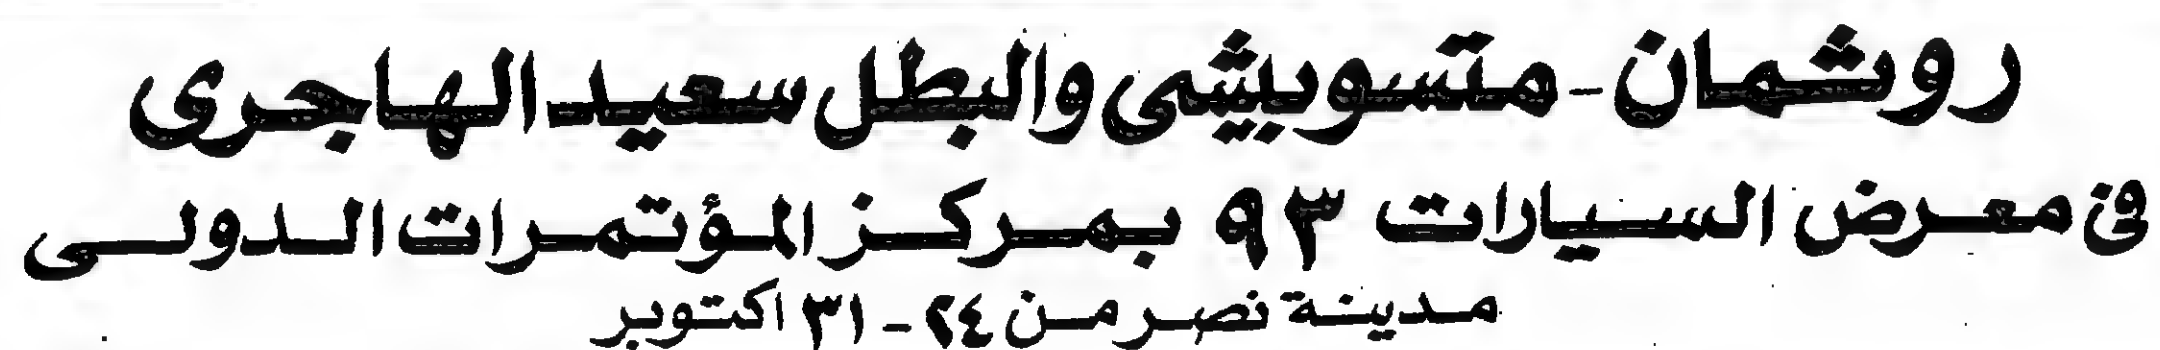 روشمان - متسوبيشى والبطل سعيد الهاجرى
فى معرض السيارات ٩٣ بمركز المؤتمرات الدولى
مدينة نصر من ٢٤ - ٣١ اكتوبر